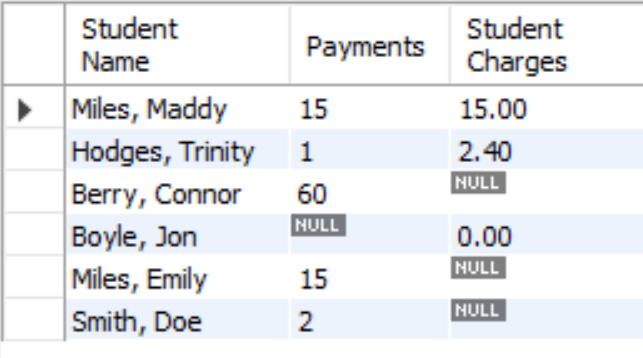 Student Name Payments Student Charges
Miles, Maddy 15 15.00
Hodges, Trinity 1 2.40
Berry, Connor 60 NULL
Boyle, Jon NULL 0.00
Miles, Emily 15 NULL
Smith, Doe 2 NULL